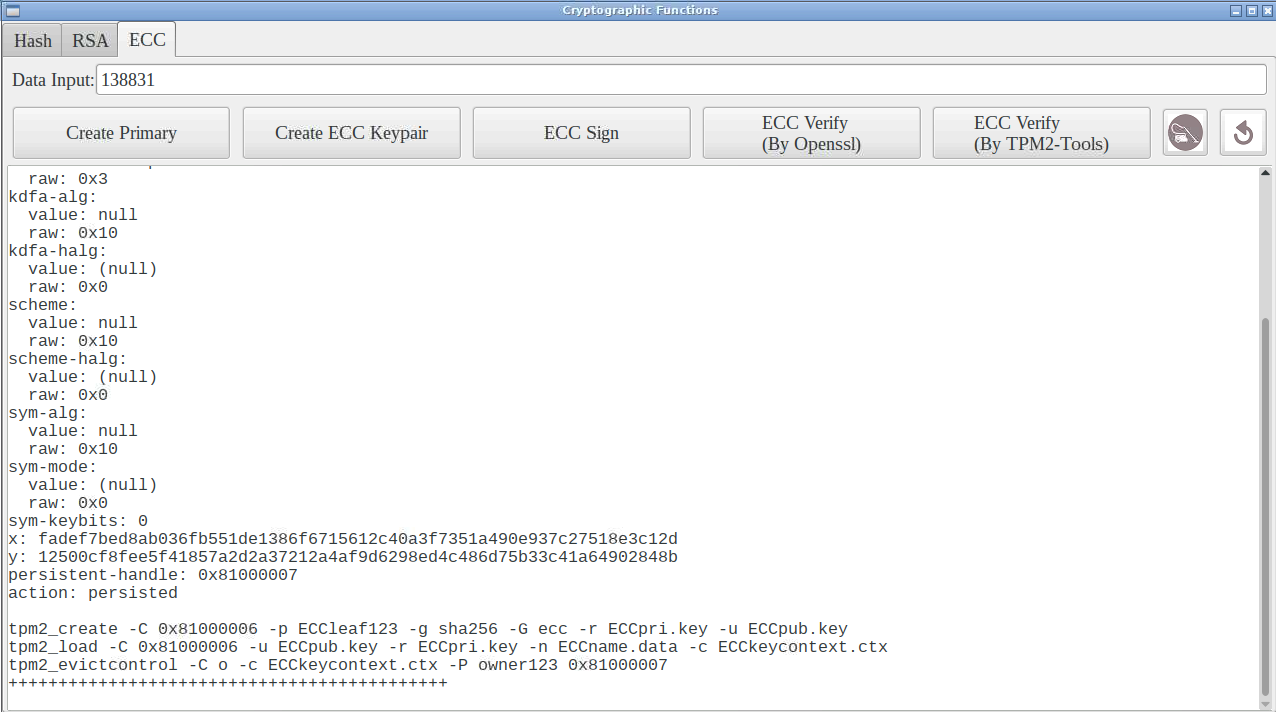 Cryptographic Functions
Hash RSA ECC
Data Input: 138831
Create Primary
Create ECC Keypair
ECC Sign
ECC Verify
(By Openssl)
ECC Verify
(By TPM2-Tools)
raw: 0x3
kdfa-alg:
value: null
raw: 0x10
kdfa-halg:
value: (null)
raw: 0x0
scheme:
value: null
raw: 0x10
scheme-halg:
value: (null)
raw: 0x0
sym-alg:
value: null
raw: 0x10
sym-mode:
value: (null)
raw: 0x0
sym-keybits: 0
x: fadef7bed8ab036fb551de1386f6715612c40a3f7351a490e937c27518e3c12d
y: 12500cf8fee5f41857a2d2a37212a4af9d6298ed4c486d75b33c41a64902848b
persistent-handle: 0x81000007
action: persisted
tpm2_create -C 0x81000006 -p ECCleaf123 -g sha256 -G ecc -r ECCpri.key -u ECCpub.key
tpm2_load -C 0x81000006 -u ECCpub.key -r ECCpri.key -n ECCname.data -c ECCkeycontext.ctx
tpm2_evictcontrol -C o -c ECCkeycontext.ctx -P owner123 0x81000007
++++++++++++++++++++++++++++++++++++++++++++